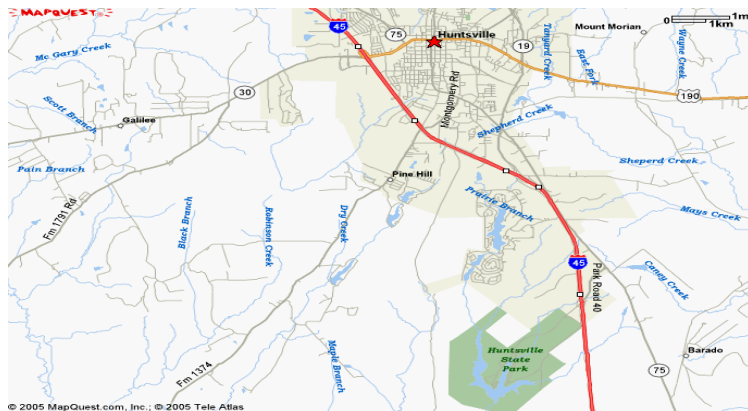 MAPQUEST
45
75
Huntsville
19
Mount Morian
0
1m
1km
Mc Gary Creek
Tanyard Creek
East Fork
Wayne Creek
30
190
Scott Branch
Galilee
Montgomery Rd
Shepherd Creek
Pain Branch
Sheperd Creek
Pine Hill
Prairie Branch
Mays Creek
Fm 1791 Rd
Black Branch
Robinson Creek
Dry Creek
45
Park Road 40
Caney Creek
Huntsville
State
Park
Barado
75
Fm 1374
Maple Branch
© 2005 MapQuest.com, Inc.; © 2005 Tele Atlas